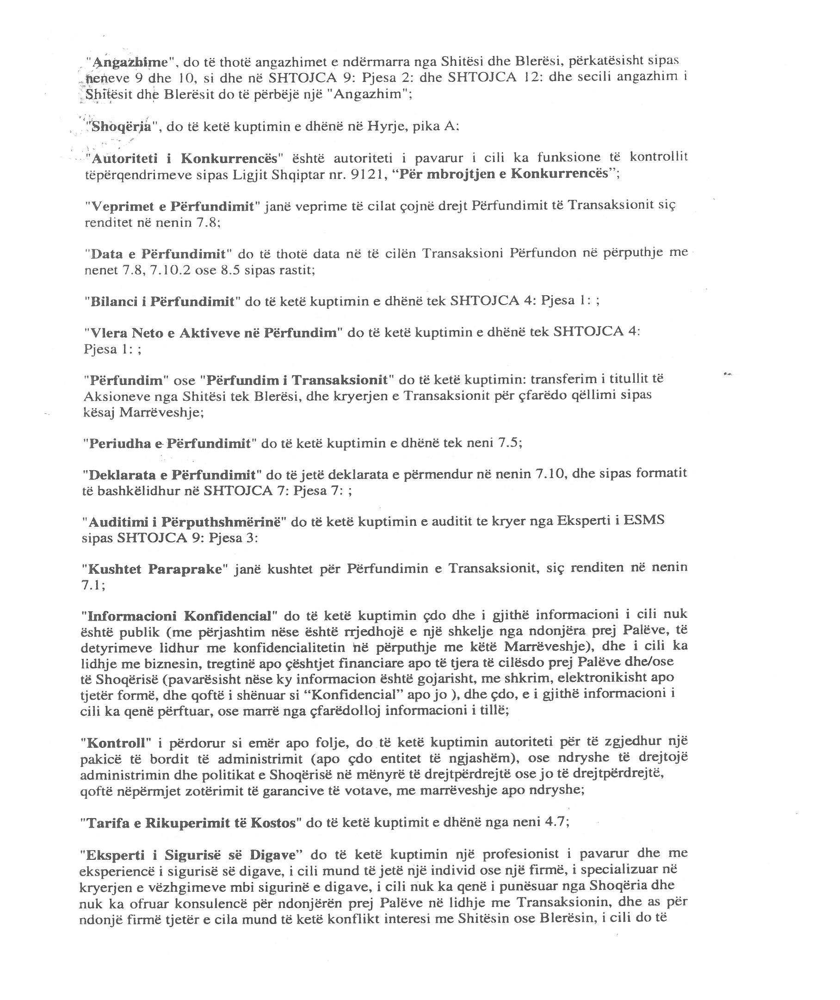 "Angazhime", do të thotë angazhimet e ndërmarra nga Shitësi dhe Blerësi, përkatësisht sipas
neneve 9 dhe 10, si dhe në SHTOJCA 9: Pjesa 2: dhe SHTOJCA 12: dhe secili angazhim i
Shitësit dhe Blerësit do të përbëjë një "Angazhim";
"Shoqëria", do të ketë kuptimin e dhënë në Hyrje, pika A;
"Autoriteti i Konkurrencës" është autoriteti i pavarur i cili ka funksione të kontrollit
tëpërqendrimeve sipas Ligjit Shqiptar nr. 9121, “Për mbrojtjen e Konkurrencës”;
"Veprimet e Përfundimit" janë veprime të cilat çojnë drejt Përfundimit të Transaksionit siç
renditet në nenin 7.8;
"Data e Përfundimit" do të thotë data në të cilën Transaksioni Përfundon në përputhje me
nenet 7.8, 7.10.2 ose 8.5 sipas rastit;
"Bilanci i Përfundimit" do të ketë kuptimin e dhënë tek SHTOJCA 4: Pjesa 1: ;
"Vlera Neto e Aktiveve në Përfundim" do të ketë kuptimin e dhënë tek SHTOJCA 4:
Pjesa 1: ;
"Përfundim" ose "Përfundim i Transaksionit" do të ketë kuptimin: transferim i titullit të
Aksioneve nga Shitësi tek Blerësi, dhe kryerjen e Transaksionit për çfarëdo qëllimi sipas
kësaj Marrëveshje;
"Periudha e Përfundimit" do të ketë kuptimin e dhënë tek neni 7.5;
"Deklarata e Përfundimit" do të jetë deklarata e përmendur në nenin 7.10, dhe sipas formatit
të bashkëlidhur në SHTOJCA 7: Pjesa 7: ;
"Auditimi i Përputhshmërinë" do të ketë kuptimin e auditit te kryer nga Eksperti i ESMS
sipas SHTOJCA 9: Pjesa 3:
"Kushtet Paraprake" janë kushtet për Përfundimin e Transaksionit, siç renditen në nenin
7.1;
"Informacioni Konfidencial" do të ketë kuptimin çdo dhe i gjithë informacioni i cili nuk
është publik (me përjashtim nëse është rrjedhojë e një shkelje nga ndonjëra prej Palëve, të
detyrimeve lidhur me konfidencialitetin në përputhje me këtë Marrëveshje), dhe i cili ka
lidhje me biznesin, tregtinë apo çështjet financiare apo të tjera të cilësdo prej Palëve dhe/ose
të Shoqërisë (pavarësisht nëse ky informacion është gojarisht, me shkrim, elektronikisht apo
tjetër formë, dhe qoftë i shënuar si “Konfidencial” apo jo ), dhe çdo, e i gjithë informacioni i
cili ka qenë përftuar, ose marrë nga çfarëdolloj informacioni i tillë;
"Kontroll" i përdorur si emër apo folje, do të ketë kuptimin autoriteti për të zgjedhur një
pakicë të bordit të administrimit (apo çdo entitet të ngjashëm), ose ndryshe të drejtojë
administrimin dhe politikat e Shoqërisë në mënyrë të drejtpërdrejtë ose jo të drejtpërdrejtë,
qoftë nëpërmjet zotërimit të garancive të votave, me marrëveshje apo ndryshe;
"Tarifa e Rikuperimit të Kostos" do të ketë kuptimit e dhënë nga neni 4.7;
"Eksperti i Sigurisë së Digave” do të ketë kuptimin një profesionist i pavarur dhe me
eksperiencë i sigurisë së digave, i cili mund të jetë një individ ose një firmë, i specializuar në
kryerjen e vëzhgimeve mbi sigurinë e digave, i cili nuk ka qenë i punësuar nga Shoqëria dhe
nuk ka ofruar konsulencë për ndonjërën prej Palëve në lidhje me Transaksionin, dhe as për
ndonjë firmë tjetër e cila mund të ketë konflikt interesi me Shitësin ose Blerësin, i cili do të